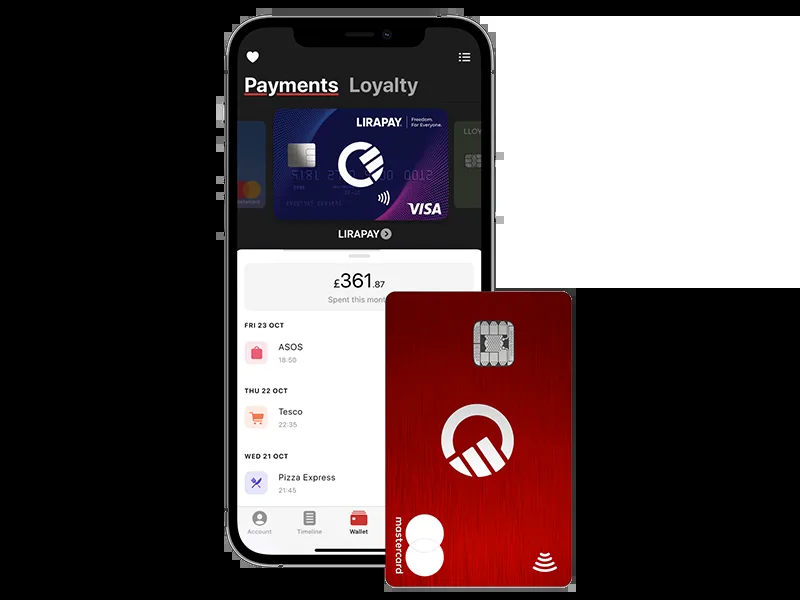 Payments Loyalty
LIRAPAY
Freedom.
For Everyone.
LLOY
VISA
LIRAPAY
£361.87
Spent this mont
FRI 23 OCT
ASOS
18:50
THU 22 OCT
Tesco
22:35
WED 21 OCT
Pizza Express
21:45
Account Timeline Wallet
mastercard